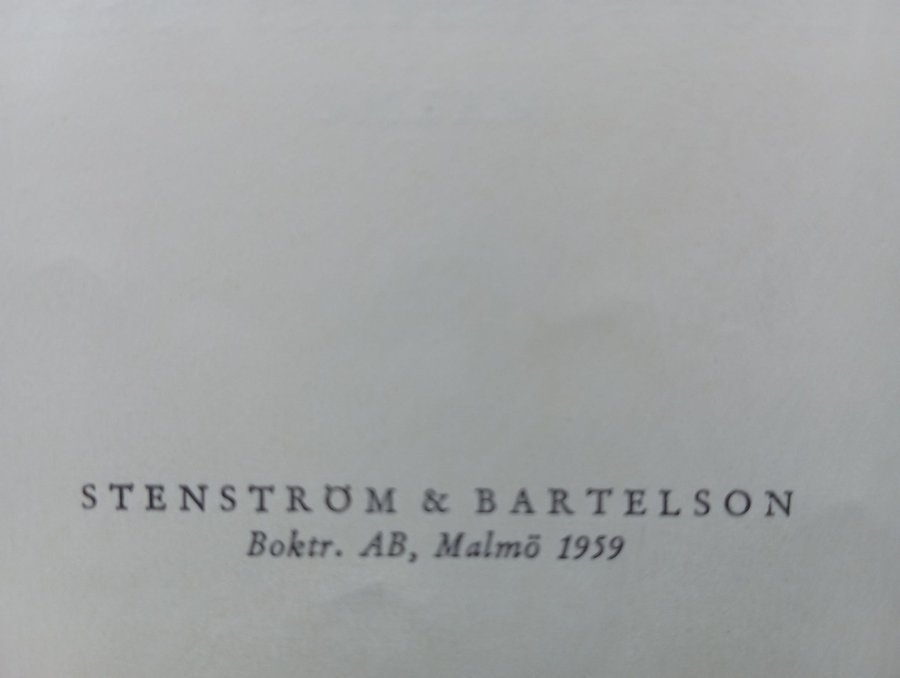 STENSTRÖM & BARTELSON
Boktr. AB, Malmö 1959